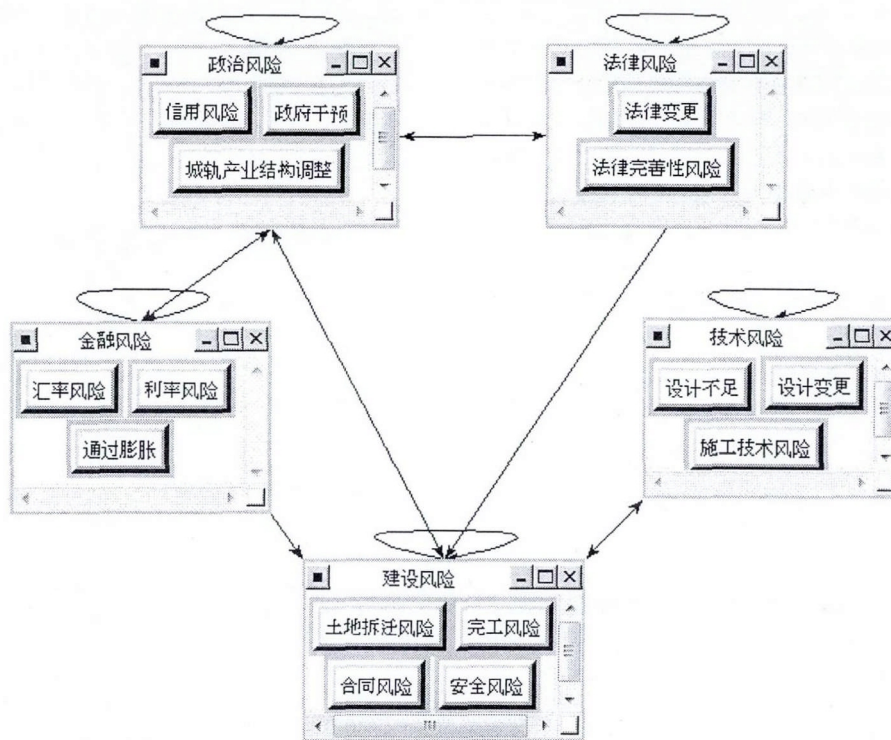 政治风险
信用风险 政府干预
城轨产业结构调整
法律风险
法律变更
法律完善性风险
金融风险
汇率风险 利率风险
通过膨胀
技术风险
设计不足 设计变更
施工技术风险
建设风险
土地拆迁风险 完工风险
合同风险 安全风险